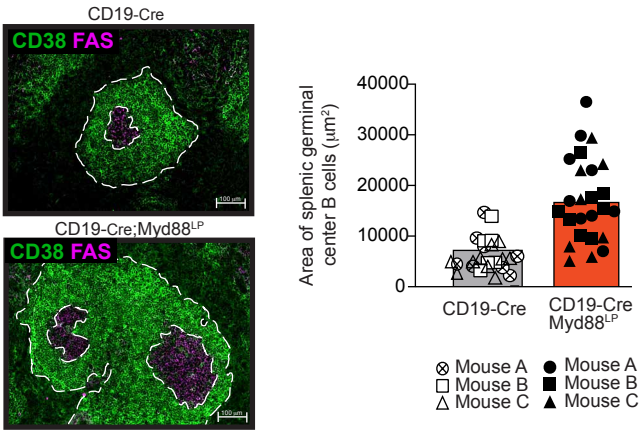 CD19-Cre
CD38 FAS
100 µm
CD19-Cre;Myd88LP
CD38 FAS
100 µm
Area of splenic germinal
center B cells (µm²)
40000
30000
20000
10000
0
CD19-Cre
CD19-Cre
Myd88LP
Mouse A
Mouse B
Mouse C
Mouse A
Mouse B
Mouse C